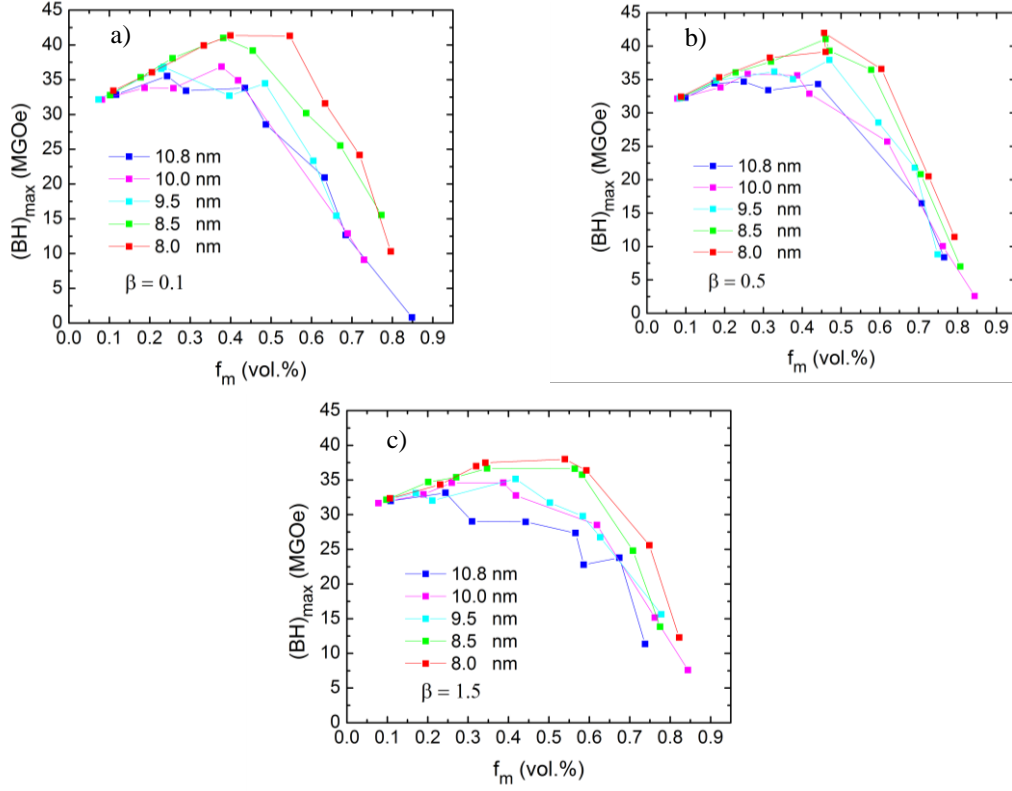 a)
(BH)max (MGOe)
45
40
35
30
25
20
15
10
5
0
10.8 nm
10.0 nm
9.5 nm
8.5 nm
8.0 nm
β = 0.1
0.0 0.1 0.2 0.3 0.4 0.5 0.6 0.7 0.8 0.9
fm (vol.%)
b)
(BH)max (MGOe)
45
40
35
30
25
20
15
10
5
0
10.8 nm
10.0 nm
9.5 nm
8.5 nm
8.0 nm
β = 0.5
0.0 0.1 0.2 0.3 0.4 0.5 0.6 0.7 0.8 0.9
fm (vol.%)
c)
(BH)max (MGOe)
45
40
35
30
25
20
15
10
5
0
10.8 nm
10.0 nm
9.5 nm
8.5 nm
8.0 nm
β = 1.5
0.0 0.1 0.2 0.3 0.4 0.5 0.6 0.7 0.8 0.9
fm (vol.%)